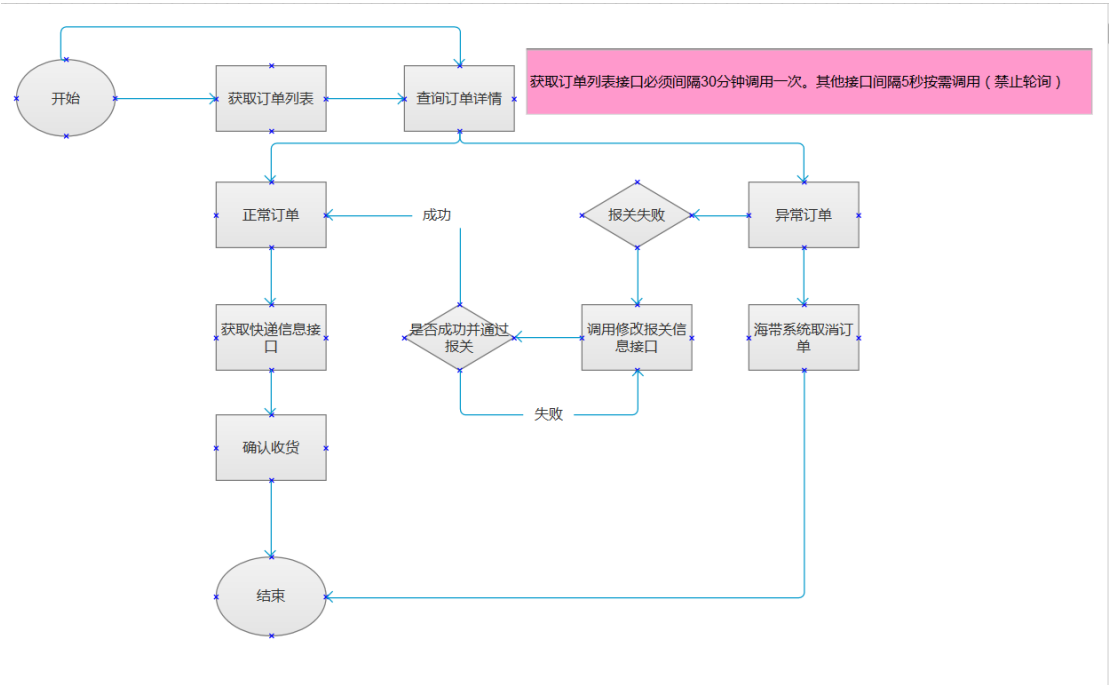 开始
获取订单列表
查询订单详情
获取订单列表接口必须间隔30分钟调用一次。其他接口间隔5秒按需调用（禁止轮询）
正常订单
成功
报关失败
异常订单
获取快递信息接
口
是否成功并通过
报关
调用修改报关信
息接口
海带系统取消订
单
失败
确认收货
结束